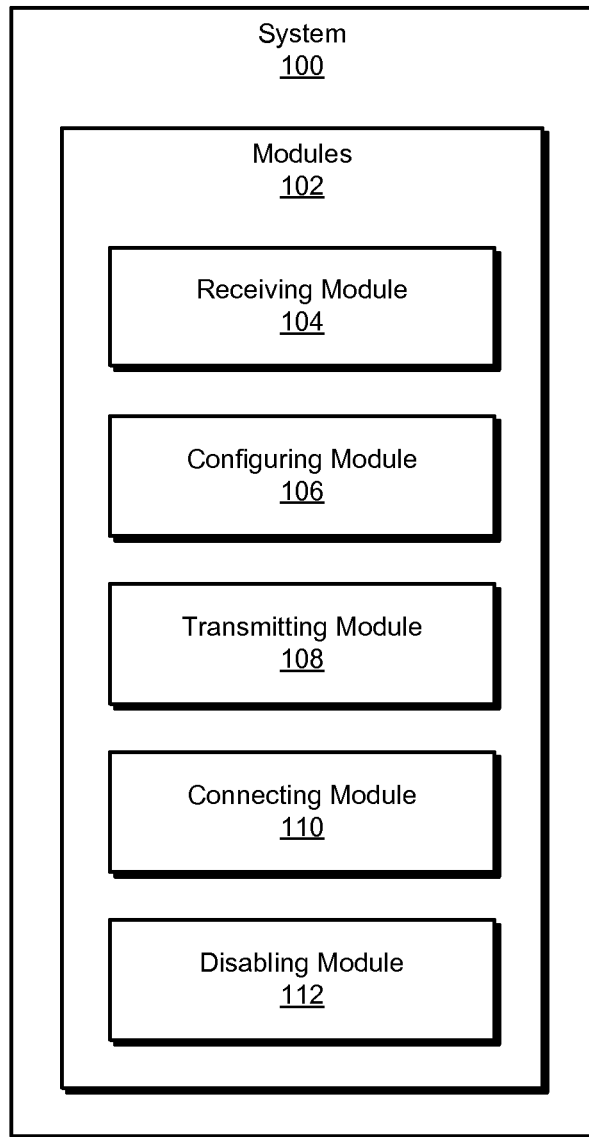 System
100
Modules
102
Receiving Module
104
Configuring Module
106
Transmitting Module
108
Connecting Module
110
Disabling Module
112